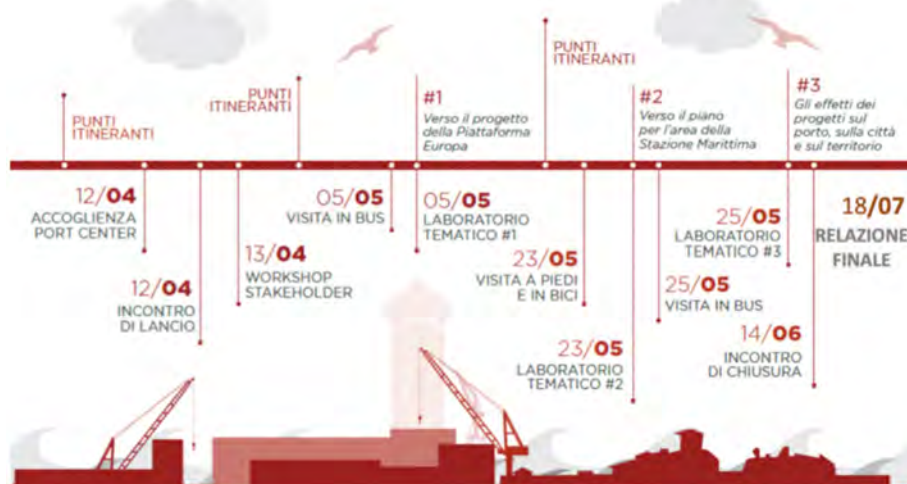 PUNTI
ITINERANTI
PUNTI
ITINERANTI
#1
Verso il progetto
della Piattaforma
Europa
PUNTI
ITINERANTI
#2
Verso il piano
per l'area della
Stazione Marittima
#3
Gli effetti dei
progetti sul
porto, sulla città
e sul territorio
12/04
ACCOGLIENZA
PORT CENTER
12/04
INCONTRO
DI LANCIO
13/04
WORKSHOP
STAKEHOLDER
05/05
VISITA IN BUS
05/05
LABORATORIO
TEMATICO #1
23/05
VISITA A PIEDI
E IN BICI
23/05
LABORATORIO
TEMATICO #2
25/05
VISITA IN BUS
25/05
LABORATORIO
TEMATICO #3
14/06
INCONTRO
DI CHIUSURA
18/07
RELAZIONE
FINALE